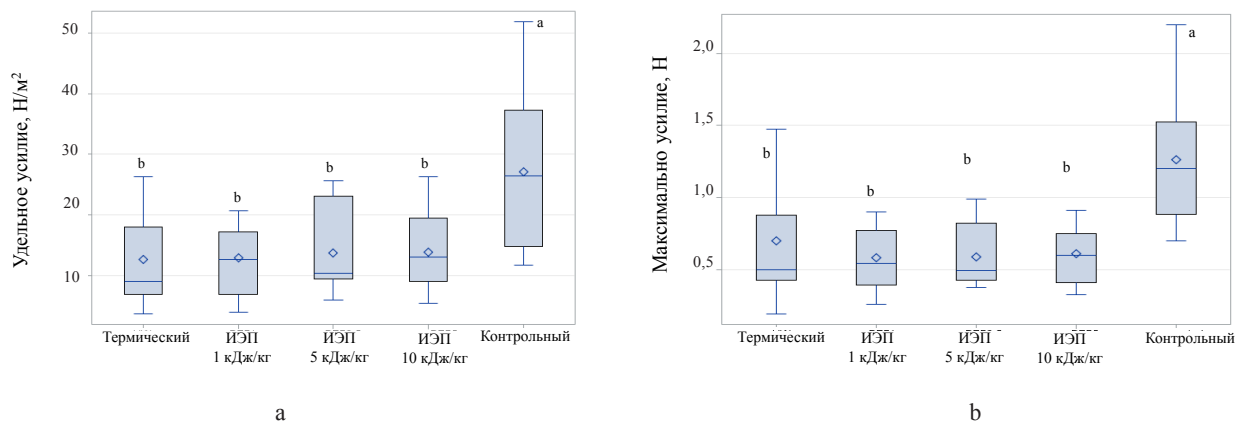 Удельное усилие, Н/м²
50
40
30
20
10
a
b
b
b
b
Термический
ИЭП
1 кДж/кг
ИЭП
5 кДж/кг
ИЭП
10 кДж/кг
Контрольный
а
Максимально усилие, Н
2,0
1,5
1,0
0,5
a
b
b
b
b
Термический
ИЭП
1 кДж/кг
ИЭП
5 кДж/кг
ИЭП
10 кДж/кг
Контрольный
b